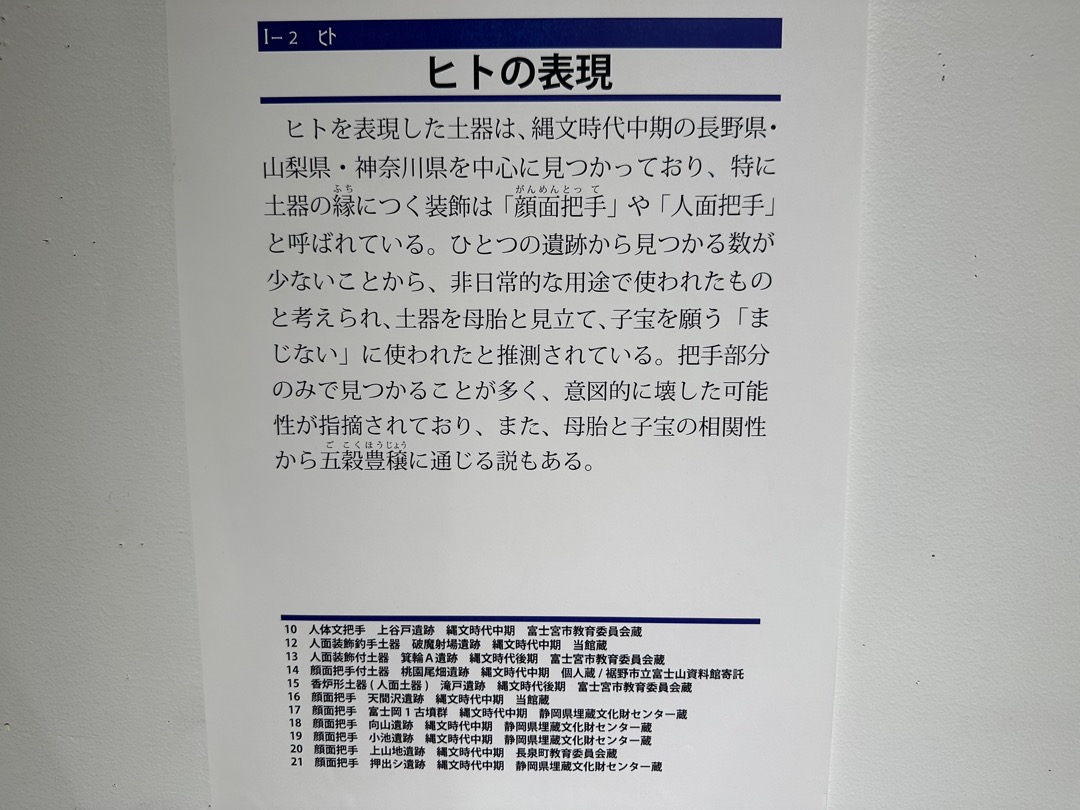 I－2　ヒト
ヒトの表現
ヒトを表現した土器は、縄文時代中期の長野県・
山梨県・神奈川県を中心に見つかっており、特に
土器の縁につく装飾は「顔面把手」や「人面把手」
と呼ばれている。ひとつの遺跡から見つかる数が
少ないことから、非日常的な用途で使われたもの
と考えられ、土器を母胎と見立て、子宝を願う「ま
じない」に使われたと推測されている。把手部分
のみで見つかることが多く、意図的に壊した可能
性が指摘されており、また、母胎と子宝の相関性
から五穀豊穣に通じる説もある。
10　人体文把手　上谷戸遺跡　縄文時代中期　富士宮市教育委員会蔵
12　人面装飾釣手土器　破魔射場遺跡　縄文時代中期　当館蔵
13　人面装飾付土器　箕輪A遺跡　縄文時代後期　富士宮市教育委員会蔵
14　顔面把手付土器　桃園尾畑遺跡　縄文時代中期　個人蔵/裾野市立富士山資料館寄託
15　香炉形土器(人面土器)　滝戸遺跡　縄文時代後期　富士宮市教育委員会蔵
16　顔面把手　天間沢遺跡　縄文時代中期　当館蔵
17　顔面把手　富士岡1古墳群　縄文時代中期　静岡県埋蔵文化財センター蔵
18　顔面把手　向山遺跡　縄文時代中期　静岡県埋蔵文化財センター蔵
19　顔面把手　小池遺跡　縄文時代中期　静岡県埋蔵文化財センター蔵
20　顔面把手　上山地遺跡　縄文時代中期　長泉町教育委員会蔵
21　顔面把手　押出シ遺跡　縄文時代中期　静岡県埋蔵文化財センター蔵